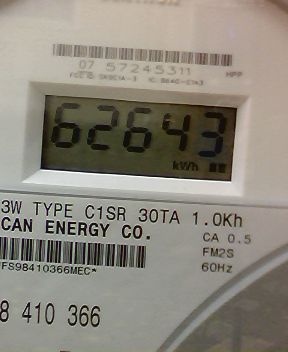 07 57245311 HPP
62643
kWh
3W TYPE C1SR 30TA 1.0Kh
CAN ENERGY CO. CA 0.5
FM2S
*FS98410366MEC* 60Hz
8 410 366